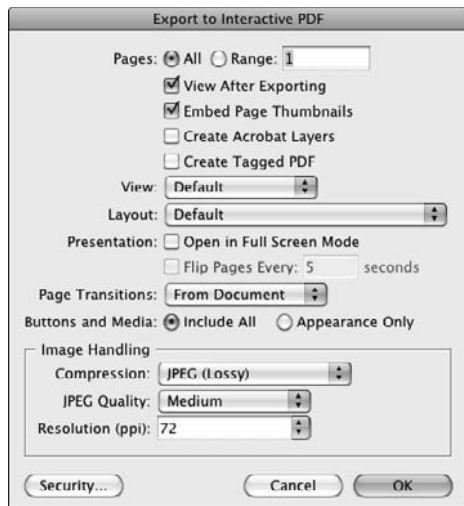 Export to Interactive PDF
Pages: All Range: 1
View After Exporting
Embed Page Thumbnails
Create Acrobat Layers
Create Tagged PDF
View: Default
Layout: Default
Presentation: Open in Full Screen Mode
Flip Pages Every: 5 seconds
Page Transitions: From Document
Buttons and Media: Include All Appearance Only
Image Handling
Compression: JPEG (Lossy)
JPEG Quality: Medium
Resolution (ppi): 72
Security... Cancel OK